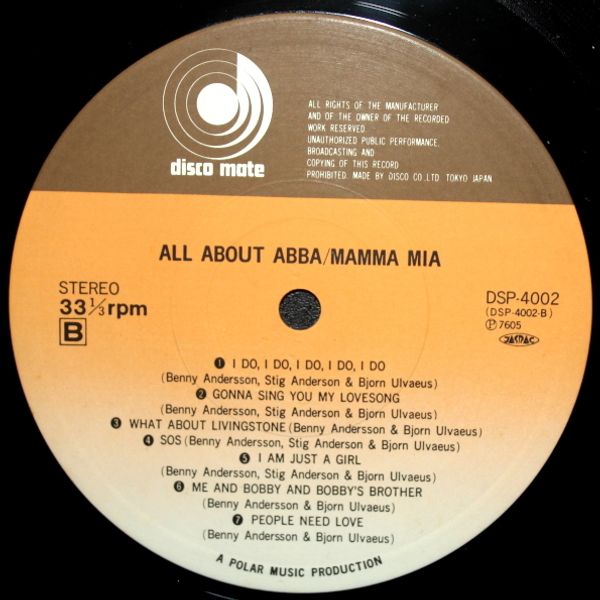 disco mate
ALL RIGHTS OF THE MANUFACTURER
AND OF THE OWNER OF THE RECORDED
WORK RESERVED
UNAUTHORIZED PUBLIC PERFORMANCE,
BROADCASTING AND
COPYING OF THIS RECORD
PROHIBITED. MADE BY DISCO CO., LTD. TOKYO JAPAN
ALL ABOUT ABBA/MAMMA MIA
STEREO
33 1/3 rpm
B
DSP-4002
(DSP-4002-B)
Ⓟ7605
JASRAC
❶ I DO, I DO, I DO, I DO, I DO
(Benny Andersson, Stig Anderson & Bjorn Ulvaeus)
❷ GONNA SING YOU MY LOVESONG
(Benny Andersson, Stig Anderson & Bjorn Ulvaeus)
❸ WHAT ABOUT LIVINGSTONE (Benny Andersson & Bjorn Ulvaeus)
❹ SOS (Benny Andersson, Stig Anderson & Bjorn Ulvaeus)
❺ I AM JUST A GIRL
(Benny Andersson, Stig Anderson & Bjorn Ulvaeus)
❻ ME AND BOBBY AND BOBBY'S BROTHER
(Benny Andersson & Bjorn Ulvaeus)
❼ PEOPLE NEED LOVE
(Benny Andersson & Bjorn Ulvaeus)
A POLAR MUSIC PRODUCTION